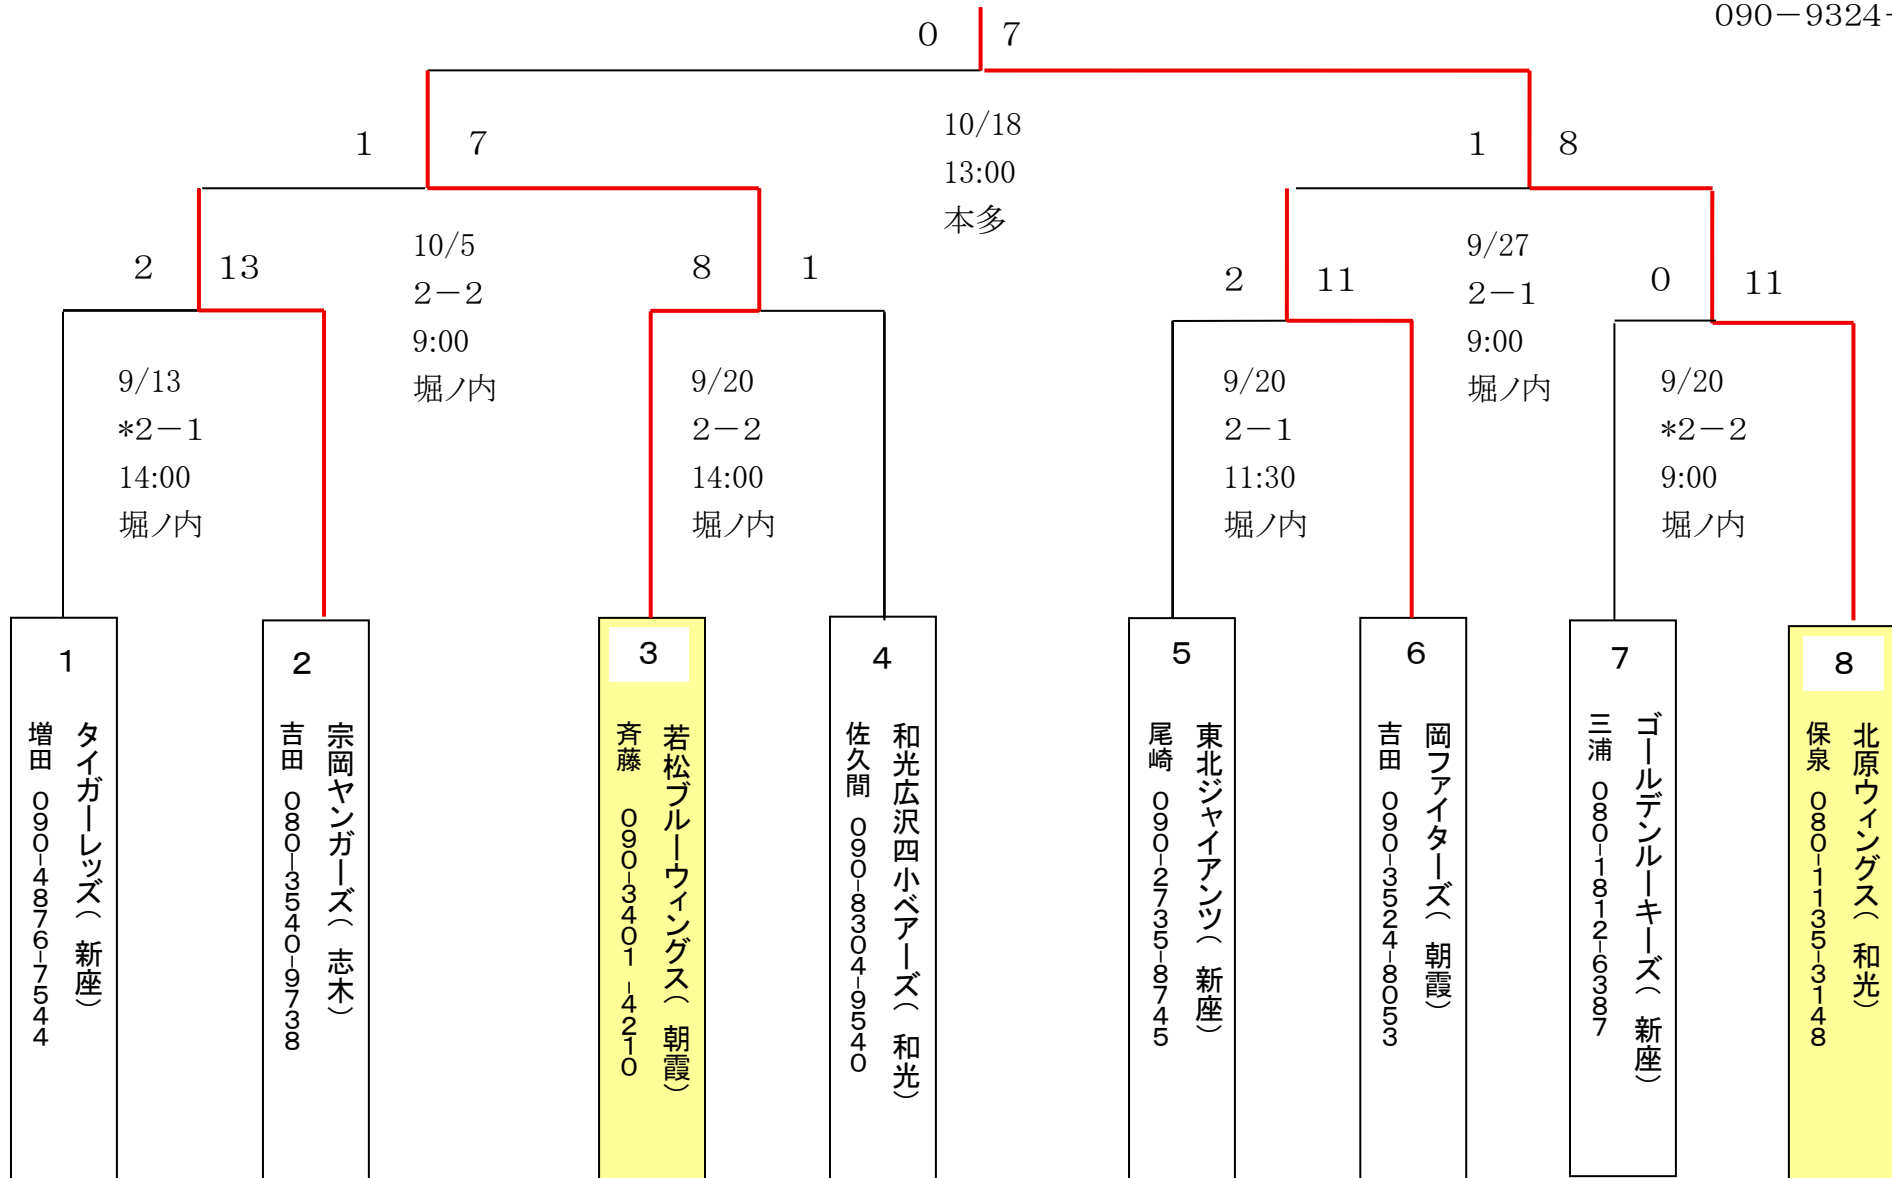 090－9324-
0 7
1 7
10/18
13:00
本多
1 8
2 13
10/5
2－2
9:00
堀ノ内
8 1
2 11
9/27
2－1
9:00
堀ノ内
0 11
9/13
*2－1
14:00
堀ノ内
9/20
2－2
14:00
堀ノ内
9/20
2－1
11:30
堀ノ内
9/20
*2－2
9:00
堀ノ内
1
タイガーレッズ（ 新座）
増田 090-4876-7544
2
宗岡ヤンガーズ（ 志木）
吉田 080-3540-9738
3
若松ブルーウィングス（ 朝霞）
斉藤 090-3401 -4210
4
和光広沢四小ベアーズ（ 和光）
佐久間 090-8304-9540
5
東北ジャイアンツ（ 新座）
尾崎 090-2735-8745
6
岡ファイターズ（ 朝霞）
吉田 090-3524-8053
7
ゴールデンルーキーズ（ 新座）
三浦 080-1812-6387
8
北原ウィングス（ 和光）
保泉 080-1135-3148